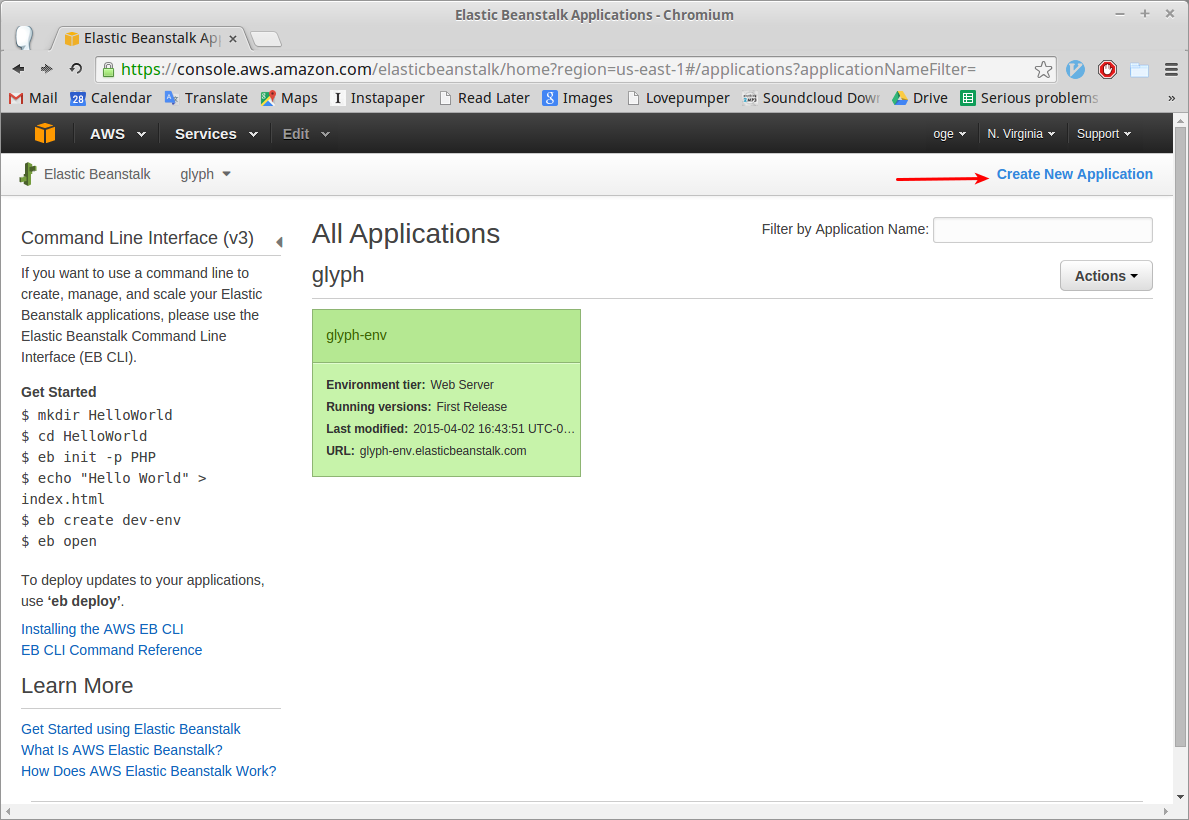 Elastic Beanstalk Applications - Chromium
Elastic Beanstalk Ap
https://console.aws.amazon.com/elasticbeanstalk/home?region=us-east-1#/applications?applicationNameFilter=
Mail 28 Calendar Translate Maps I Instapaper Read Later 8 Images Lovepumper Soundcloud Down Drive Serious problems »
AWS Services Edit oge N. Virginia Support
Elastic Beanstalk glyph Create New Application
Command Line Interface (v3)
If you want to use a command line to
create, manage, and scale your Elastic
Beanstalk applications, please use the
Elastic Beanstalk Command Line
Interface (EB CLI).
Get Started
$ mkdir HelloWorld
$ cd HelloWorld
$ eb init -p PHP
$ echo "Hello World" >
index.html
$ eb create dev-env
$ eb open
To deploy updates to your applications,
use ‘eb deploy’.
Installing the AWS EB CLI
EB CLI Command Reference
Learn More
Get Started using Elastic Beanstalk
What Is AWS Elastic Beanstalk?
How Does AWS Elastic Beanstalk Work?
All Applications
Filter by Application Name:
glyph
Actions
glyph-env
Environment tier: Web Server
Running versions: First Release
Last modified: 2015-04-02 16:43:51 UTC-0…
URL: glyph-env.elasticbeanstalk.com